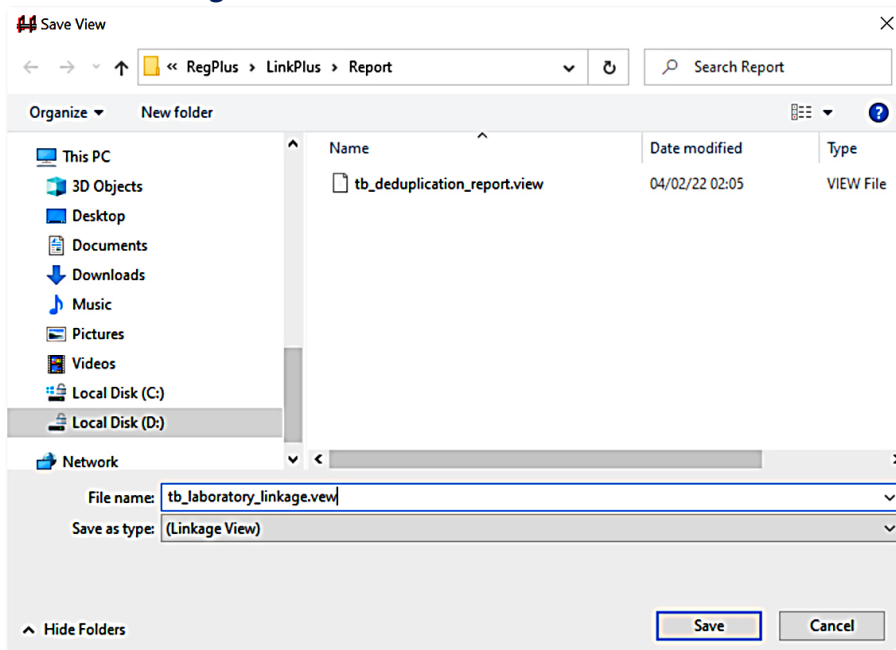 Save View
« RegPlus > LinkPlus > Report
Search Report
Organize
New folder
Name
Date modified
Type
This PC
3D Objects
Desktop
Documents
Downloads
Music
Pictures
Videos
Local Disk (C:)
Local Disk (D:)
Network
tb_deduplication_report.view
04/02/22 02:05
VIEW File
File name: tb_laboratory_linkage.vew
Save as type: (Linkage View)
Hide Folders
Save
Cancel